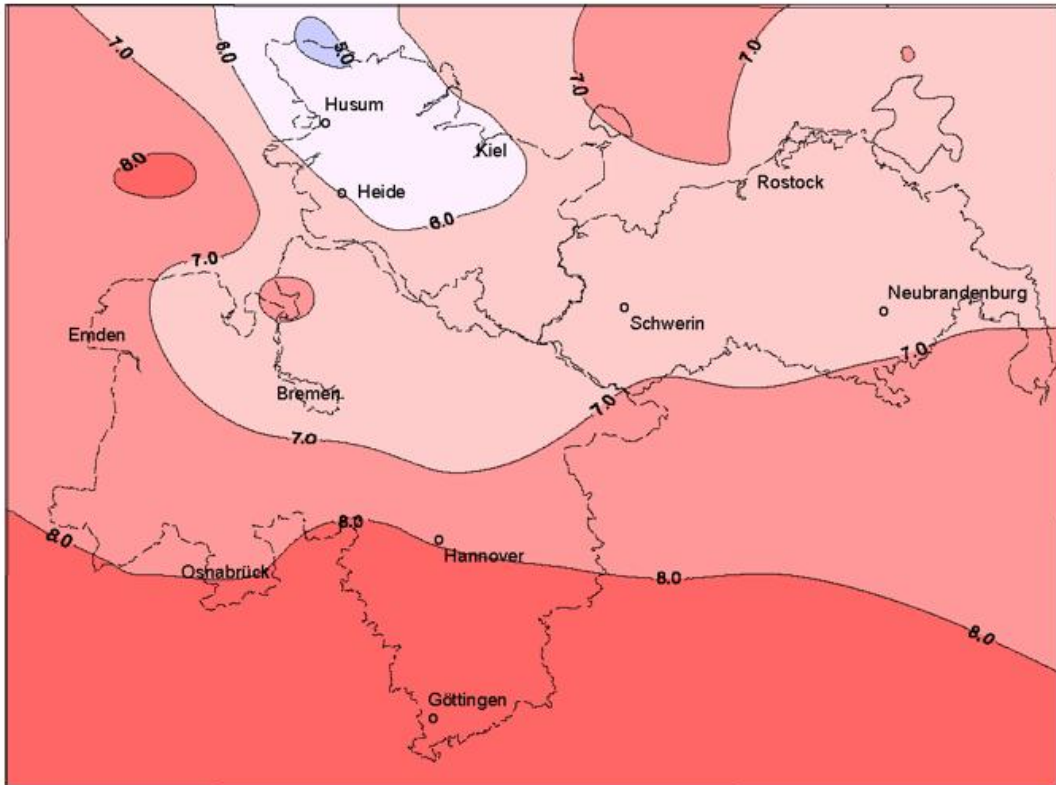 7.0
6.0
5.0
7.0
7.0
Husum
8.0
Kiel
Rostock
Heide
6.0
7.0
Neubrandenburg
Schwerin
Emden
7.0
Bremen
7.0
7.0
8.0
8.0
Hannover
Osnabrück
8.0
8.0
Göttingen